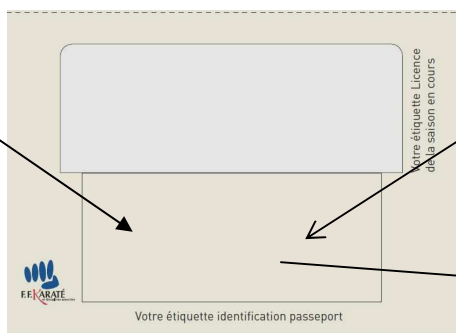 Votre étiquette Licence
de la saison en cours
F.F.KARATÉ
Votre étiquette identification passeport